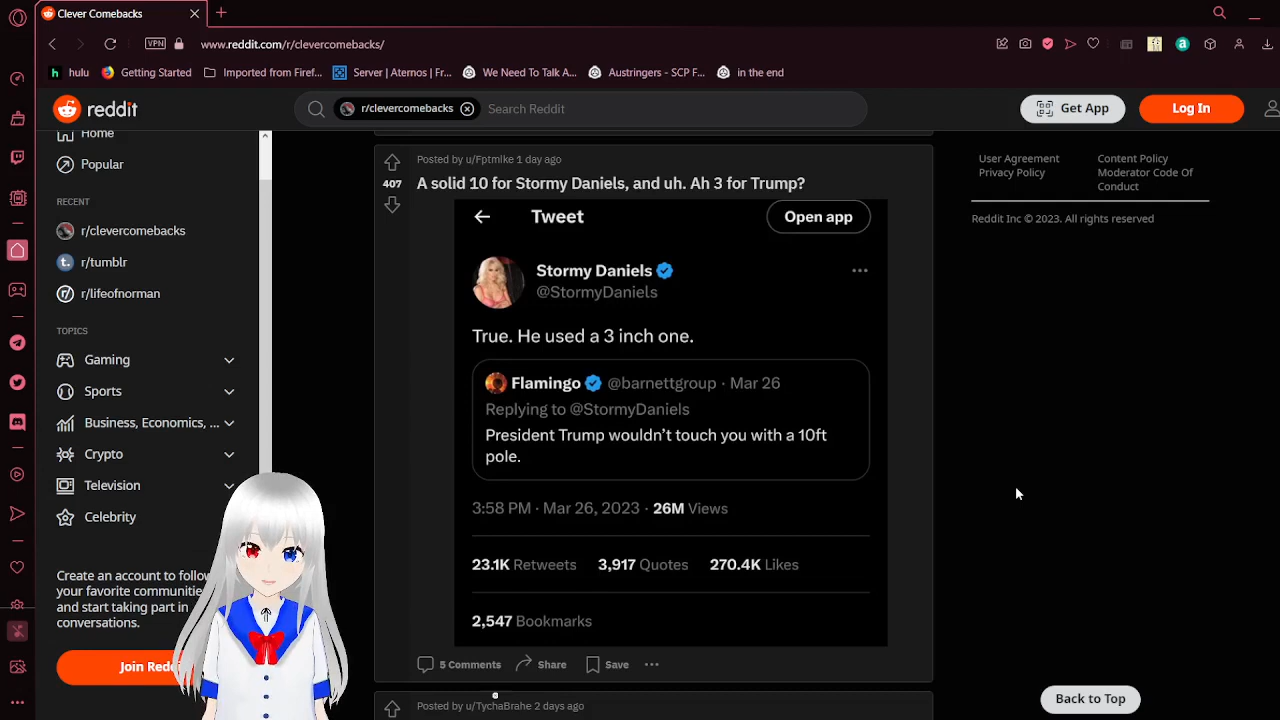 Clever Comebacks
VPN
www.reddit.com/r/clevercomebacks/
hulu
Getting Started
Imported from Firef...
Server | Aternos | Fr...
We Need To Talk A...
Austringers - SCP F...
in the end
reddit
r/clevercomebacks
Search Reddit
Get App
Log In
Home
Popular
RECENT
r/clevercomebacks
r/tumblr
r/lifeofnorman
TOPICS
Gaming
Sports
Business, Economics, ...
Crypto
Television
Celebrity
Create an account to follo
your favorite communitie
and start taking part in
conversations.
Join Redd
Posted by u/Fptmike 1 day ago
407
A solid 10 for Stormy Daniels, and uh. Ah 3 for Trump?
Tweet
Open app
Stormy Daniels
@StormyDaniels
True. He used a 3 inch one.
Flamingo @barnettgroup · Mar 26
Replying to @StormyDaniels
President Trump wouldn't touch you with a 10ft
pole.
3:58 PM · Mar 26, 2023 · 26M Views
23.1K Retweets 3,917 Quotes 270.4K Likes
2,547 Bookmarks
5 Comments
Share
Save
Posted by u/TychaBrahe 2 days ago
User Agreement
Privacy Policy
Content Policy
Moderator Code Of
Conduct
Reddit Inc © 2023. All rights reserved
Back to Top